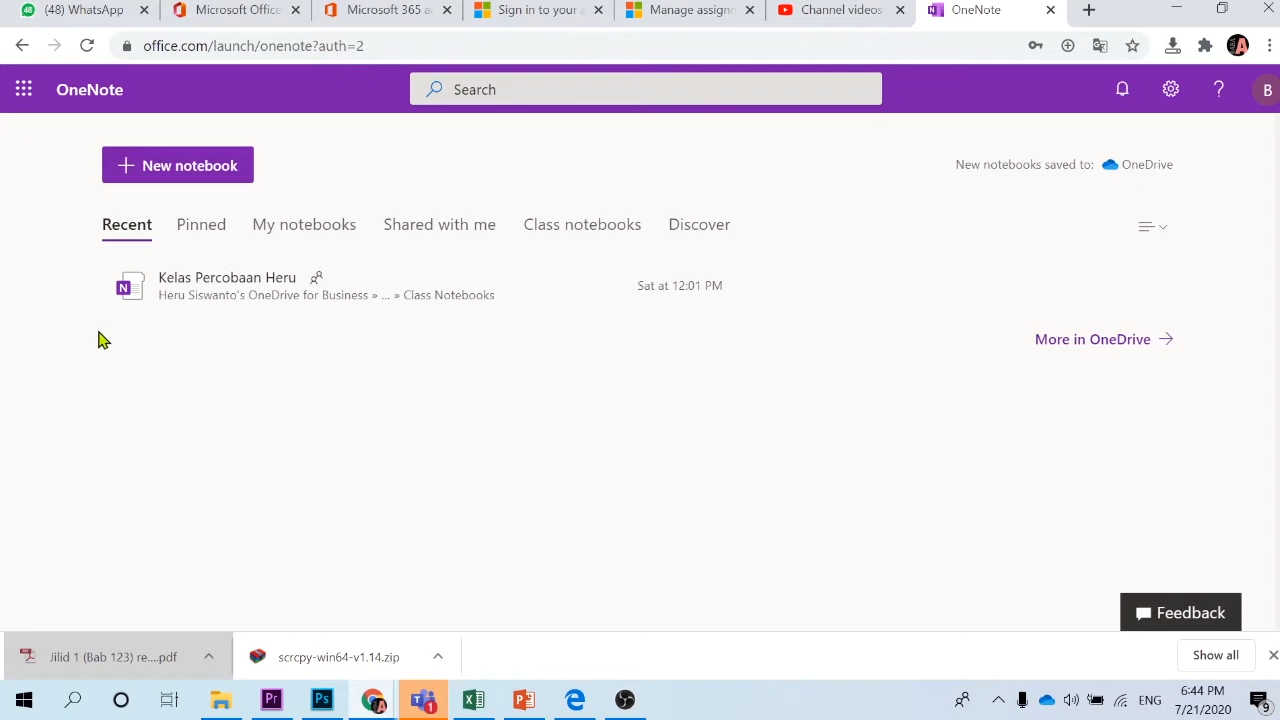 (48) WhatsApp
Microsoft Office
Microsoft 365 a
Sign in to your a
Manage assign
Channel videos
OneNote
office.com/launch/onenote?auth=2
OneNote
Search
B
New notebook
New notebooks saved to: OneDrive
Recent
Pinned
My notebooks
Shared with me
Class notebooks
Discover
Kelas Percobaan Heru
Heru Siswanto's OneDrive for Business » ... » Class Notebooks
Sat at 12:01 PM
More in OneDrive
Feedback
Jilid 1 (Bab 123) re....pdf
scrcpy-win64-v1.14.zip
Show all
ENG
6:44 PM
7/21/2020